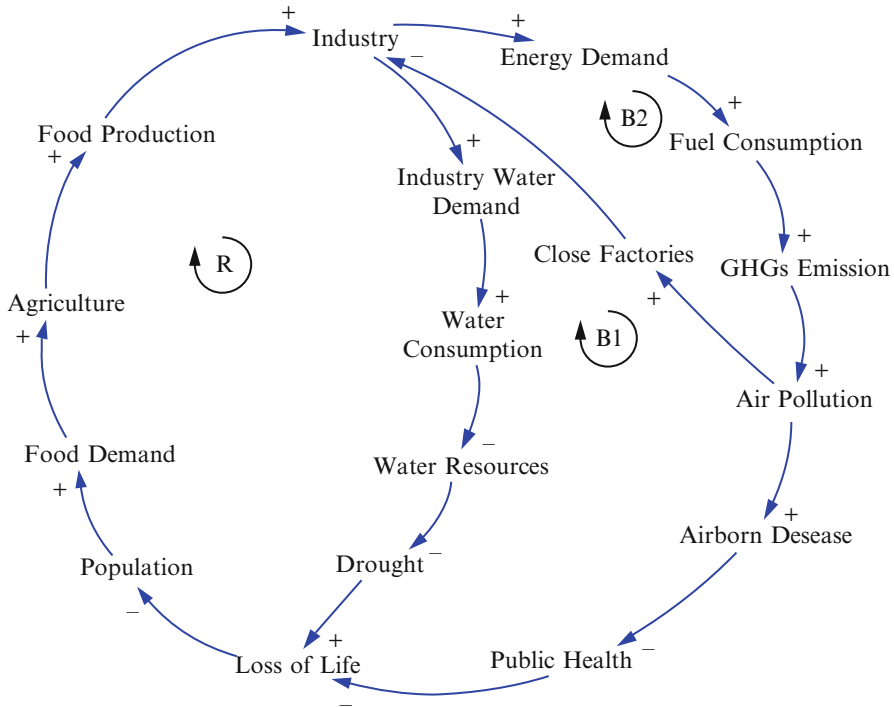 +
Industry
+
–
Energy Demand
+
B2
Fuel Consumption
Food Production
+
+
Industry Water
Demand
+
GHGs Emission
Close Factories
+
R
Agriculture
+
+
Water
Consumption
B1
+
Air Pollution
–
Water Resources
Food Demand
+
+
Airborn Desease
Drought –
Population
–
+
Loss of Life
Public Health –
–